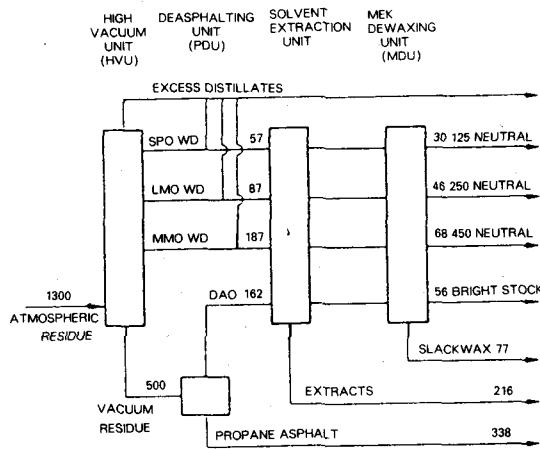 HIGH
VACUUM
UNIT
(HVU)
DEASPHALTING
UNIT
(PDU)
SOLVENT
EXTRACTION
UNIT
MEK
DEWAXING
UNIT
(MDU)
EXCESS DISTILLATES
SPO WD 57 30 125 NEUTRAL
LMO WD 87 46 250 NEUTRAL
MMO WD 187 68 450 NEUTRAL
1300 DAO 162 56 BRIGHT STOCK
ATMOSPHERIC
RESIDUE
SLACKWAX 77
500 EXTRACTS 216
VACUUM
RESIDUE
PROPANE ASPHALT 338